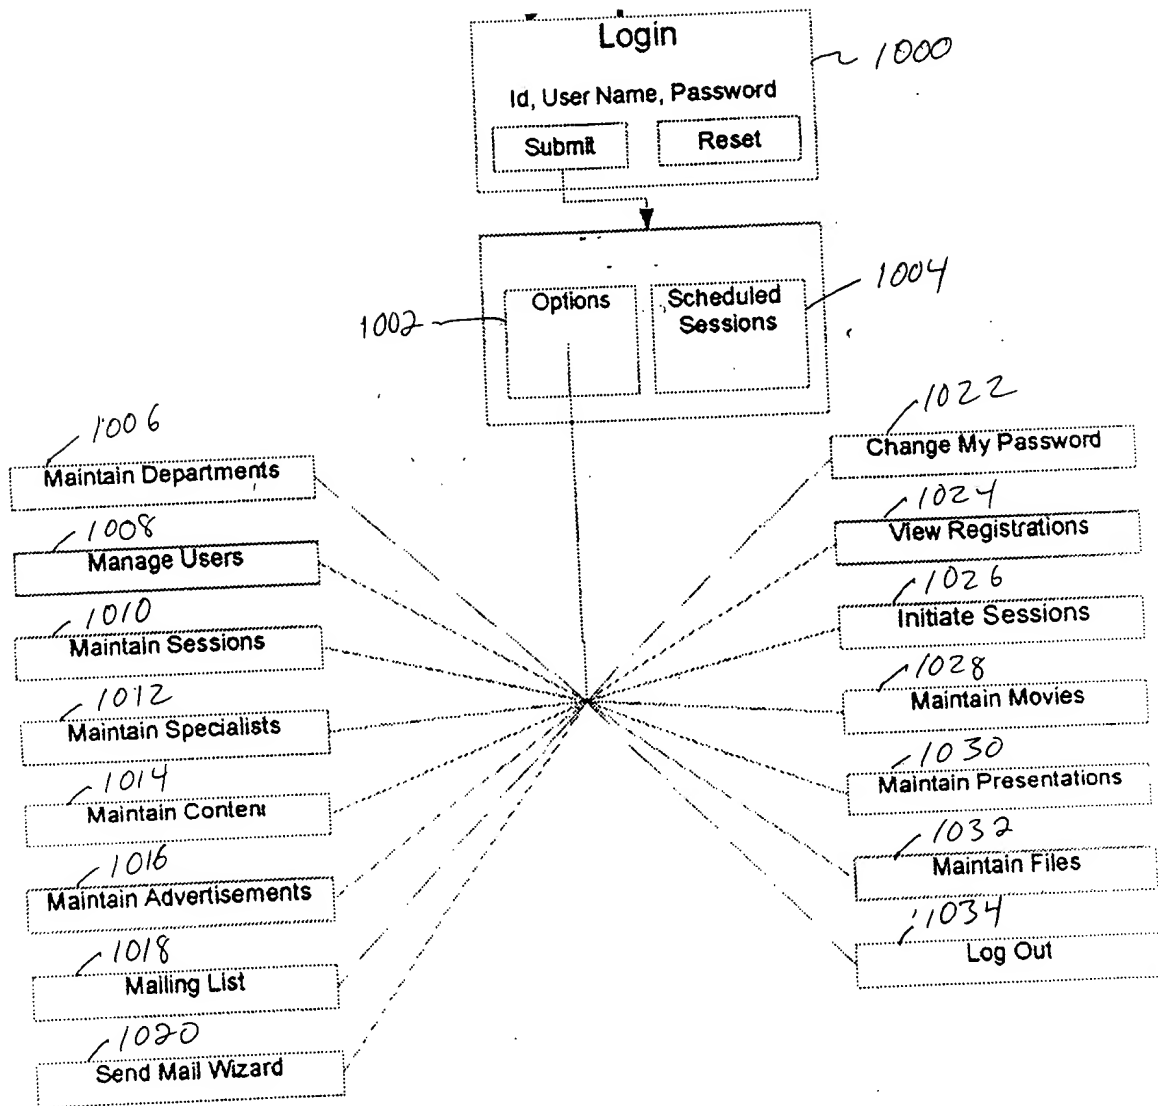 Login
1000
Id, User Name, Password
Submit
Reset
1004
Options
Scheduled
Sessions
1002
1006
Maintain Departments
1008
Manage Users
1010
Maintain Sessions
1012
Maintain Specialists
1014
Maintain Content
1016
Maintain Advertisements
1018
Mailing List
1020
Send Mail Wizard
1022
Change My Password
1024
View Registrations
1026
Initiate Sessions
1028
Maintain Movies
1030
Maintain Presentations
1032
Maintain Files
1034
Log Out